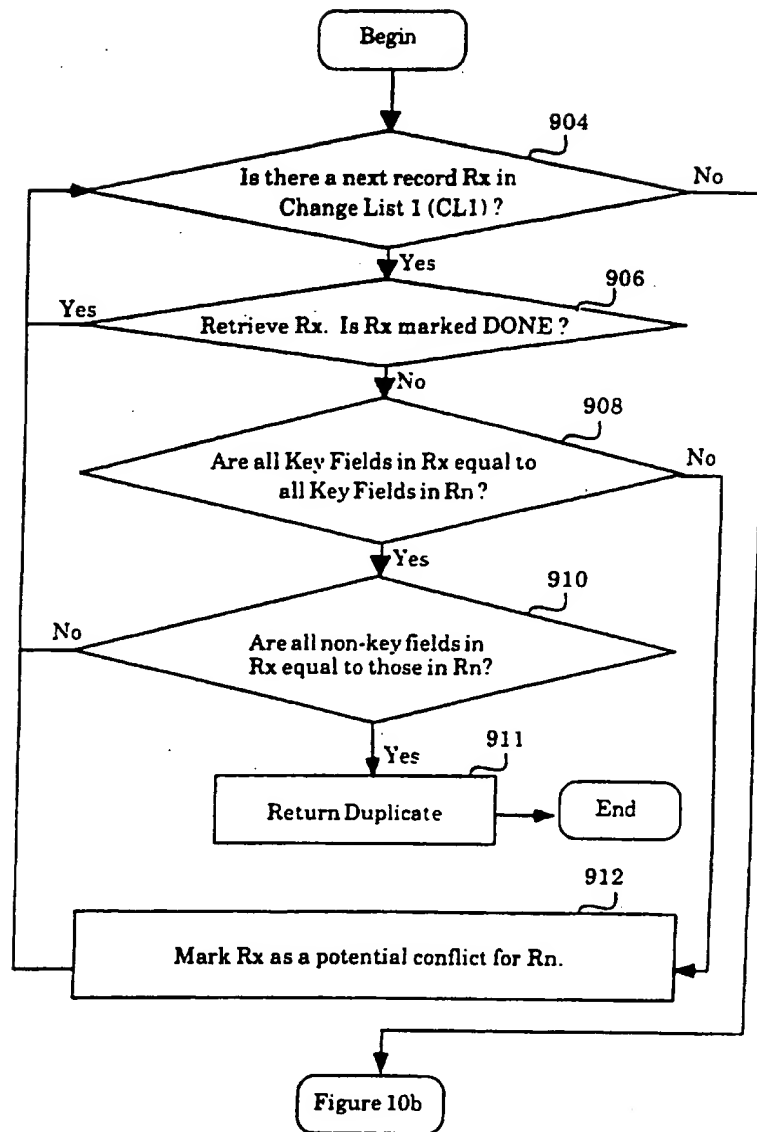 Begin
904
Is there a next record Rx in
Change List 1 (CL1) ?
No
Yes
906
Yes
Retrieve Rx. Is Rx marked DONE ?
No
908
Are all Key Fields in Rx equal to
all Key Fields in Rn ?
No
Yes
910
No
Are all non-key fields in
Rx equal to those in Rn?
Yes
911
Return Duplicate
End
912
Mark Rx as a potential conflict for Rn.
Figure 10b